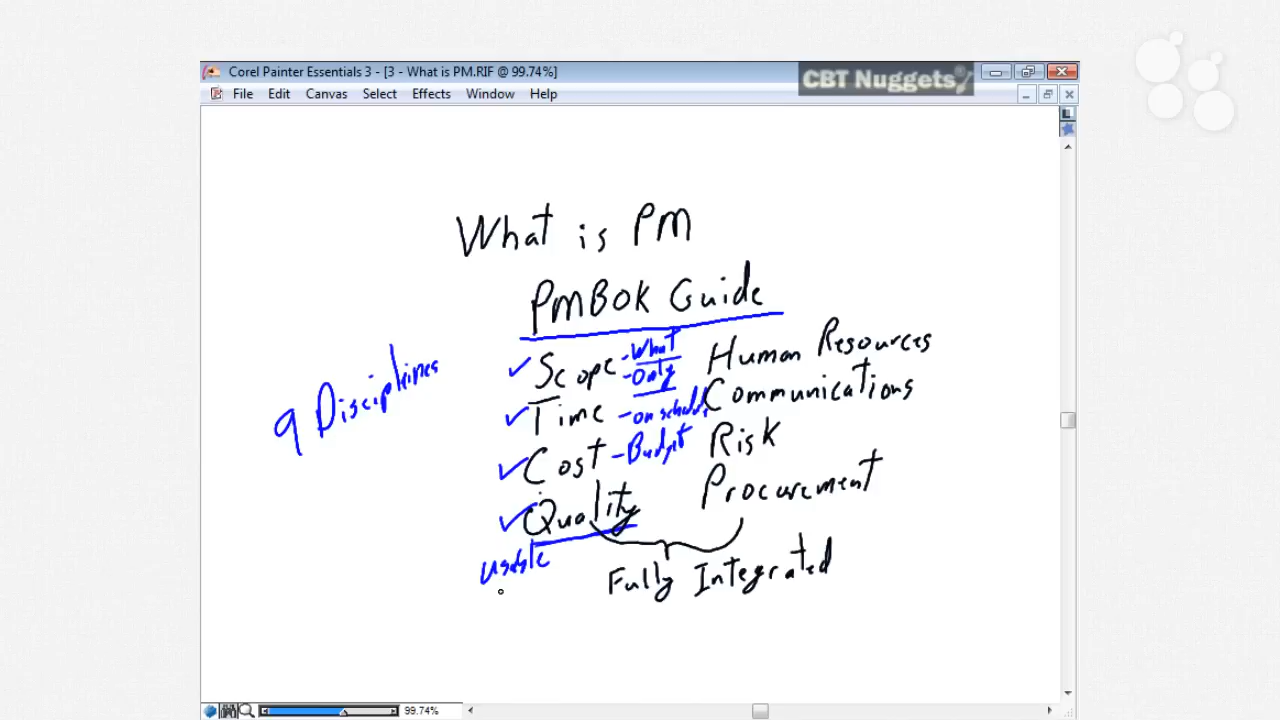 Corel Painter Essentials 3 - [3 - What is PM.RIF @ 99.74%]
CBT Nuggets
File Edit Canvas Select Effects Window Help
What is PM
PMBOK Guide
9 Disciplines
Scope - What
- Only
Time - on schedule
Cost - Budget
Quality
usable
Human Resources
Communications
Risk
Procurement
Fully Integrated
99.74%